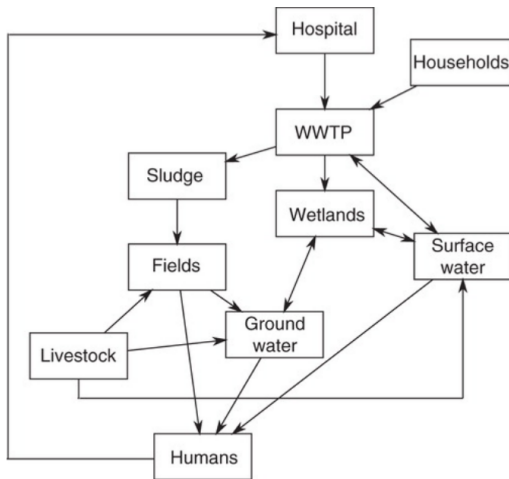 Hospital
Households
WWTP
Sludge
Wetlands
Surface
water
Fields
Ground
water
Livestock
Humans